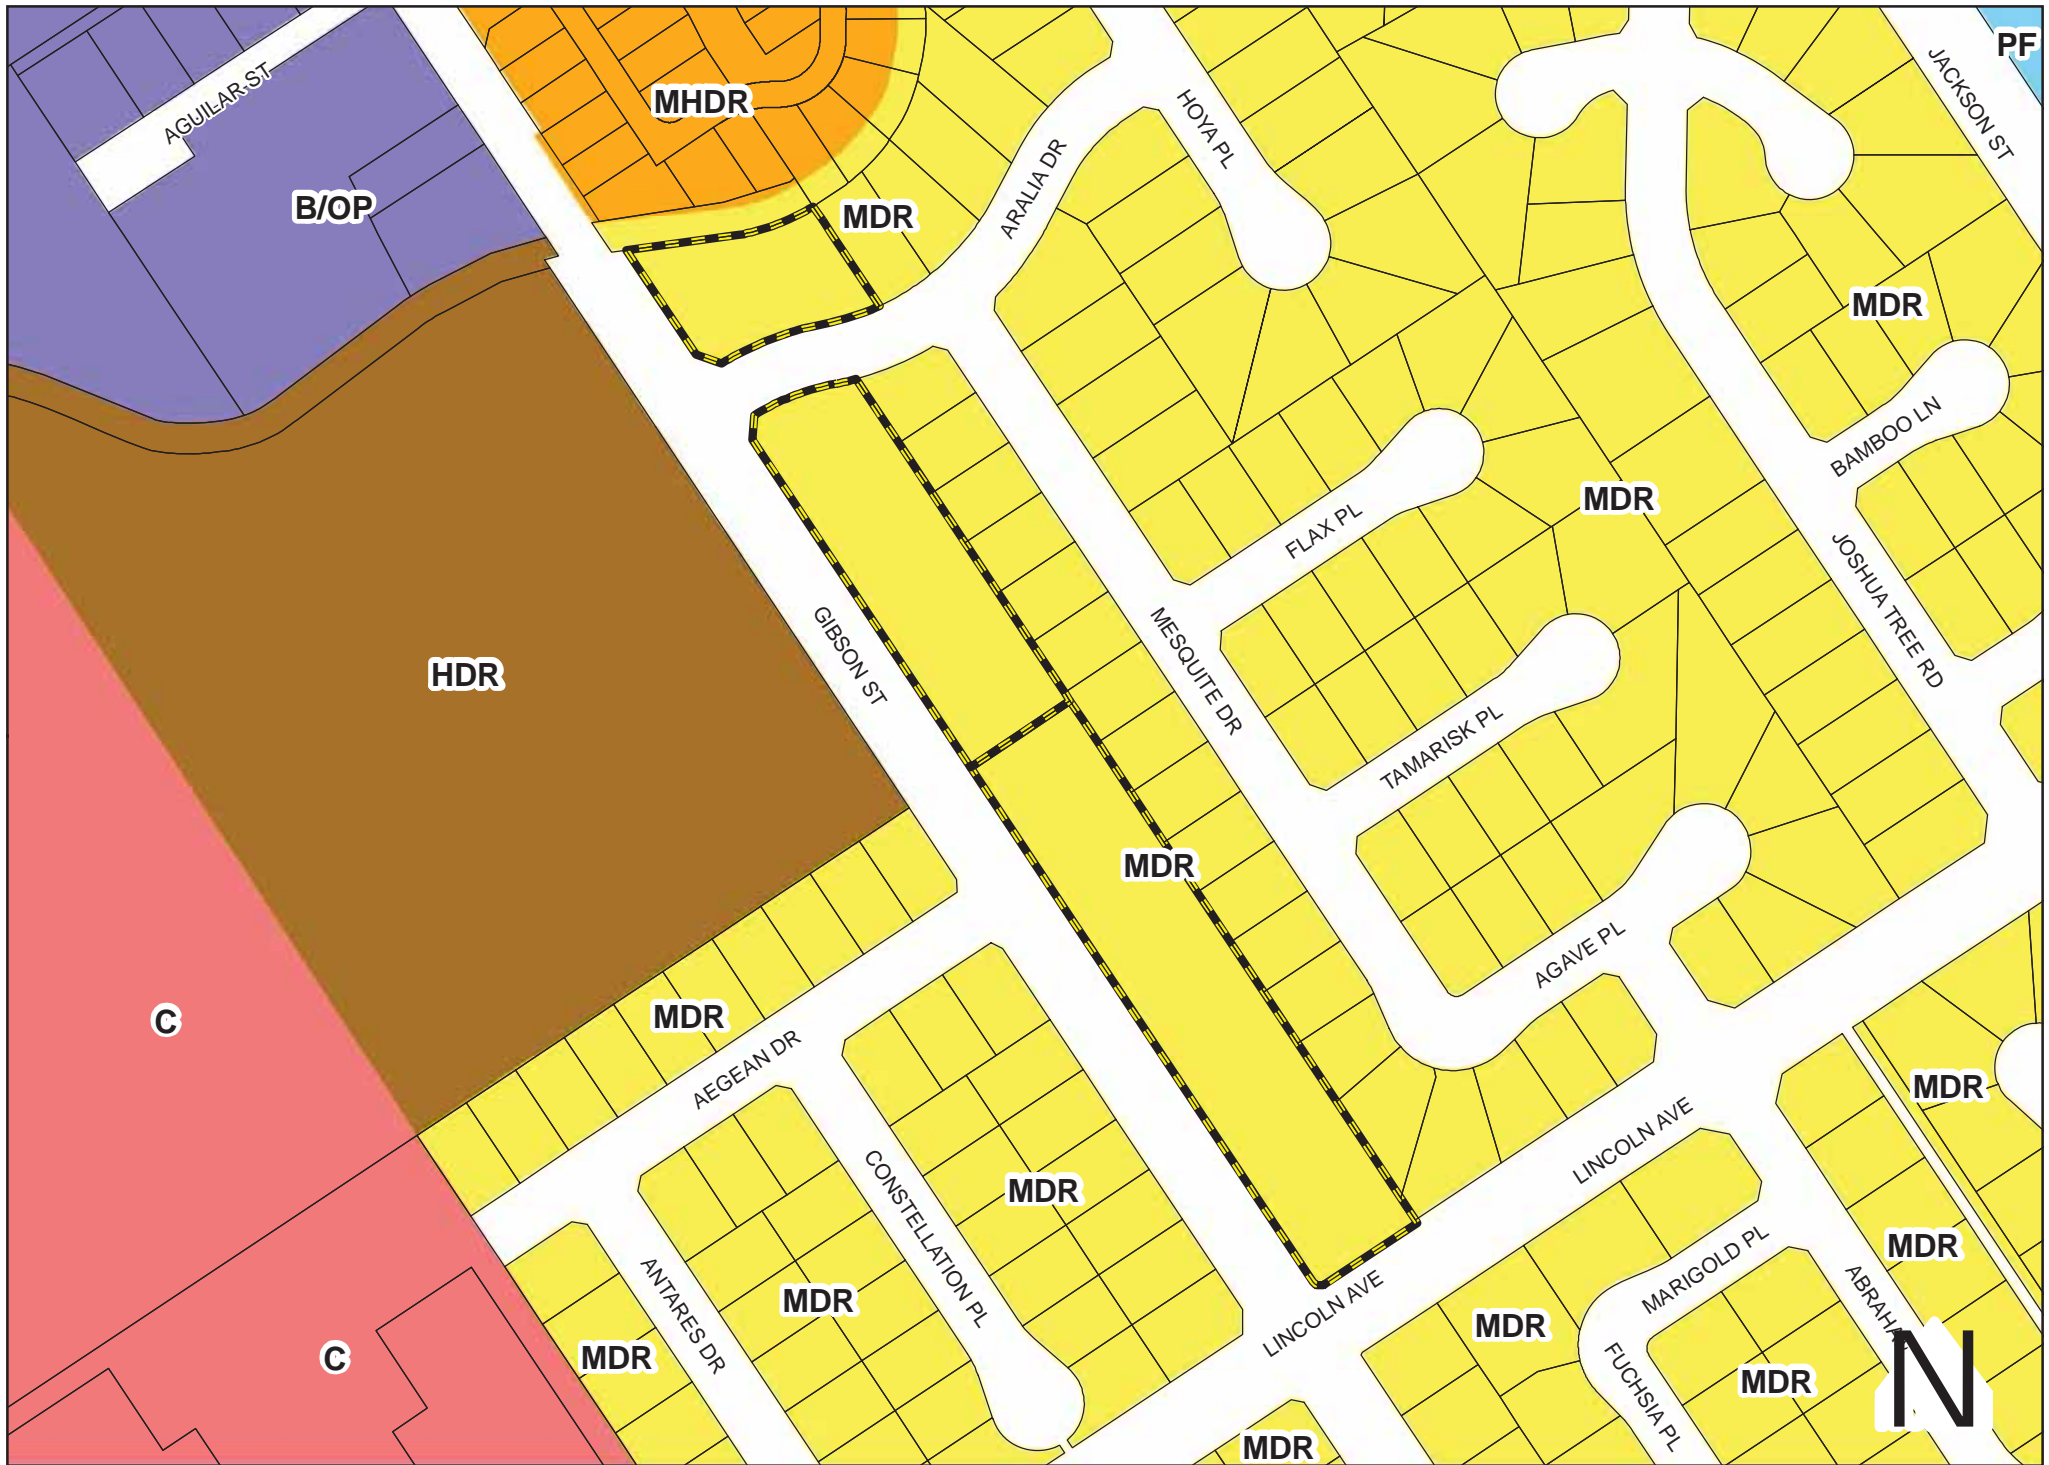 PF
JACKSON ST
AGUILAR ST
MHDR
HOYA PL
ARALIA DR
B/OP
MDR
MDR
BAMBOO LN
MDR
FLAX PL
JOSHUA TREE RD
GIBSON ST
HDR
MESQUITE DR
TAMARISK PL
MDR
AGAVE PL
C
MDR
AEGEAN DR
MDR
LINCOLN AVE
MDR
CONSTELLATION PL
MDR
MARIGOLD PL
ANTARES DR
MDR
LINCOLN AVE
MDR
ABRAHA
C
MDR
FUCHSIA PL
MDR
N
MDR